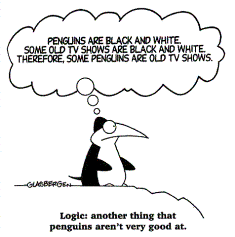 PENGUINS ARE BLACK AND WHITE.
SOME OLD TV SHOWS ARE BLACK AND WHITE.
THEREFORE, SOME PENGUINS ARE OLD TV SHOWS.
GLASBERGEN
Logic: another thing that
penguins aren't very good at.